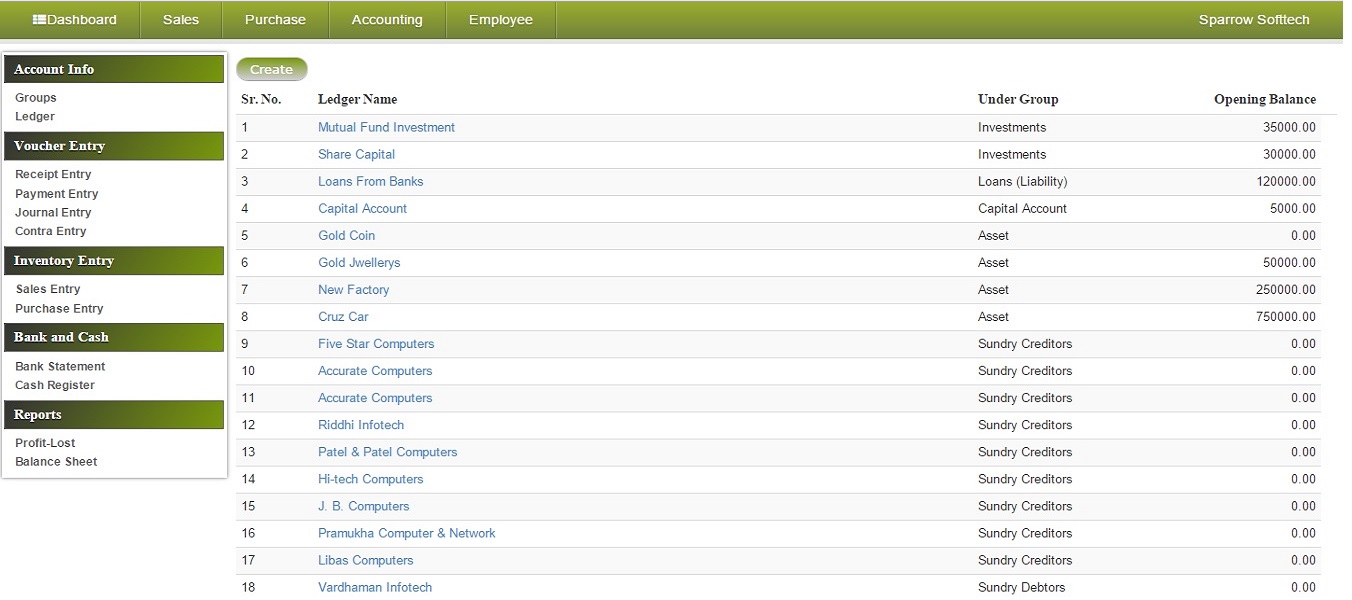 Dashboard Sales Purchase Accounting Employee Sparrow Softtech
Account Info
Groups
Ledger
Voucher Entry
Receipt Entry
Payment Entry
Journal Entry
Contra Entry
Inventory Entry
Sales Entry
Purchase Entry
Bank and Cash
Bank Statement
Cash Register
Reports
Profit-Lost
Balance Sheet
Create
Sr. No. Ledger Name Under Group Opening Balance
1 Mutual Fund Investment Investments 35000.00
2 Share Capital Investments 30000.00
3 Loans From Banks Loans (Liability) 120000.00
4 Capital Account Capital Account 5000.00
5 Gold Coin Asset 0.00
6 Gold Jwellerys Asset 50000.00
7 New Factory Asset 250000.00
8 Cruz Car Asset 750000.00
9 Five Star Computers Sundry Creditors 0.00
10 Accurate Computers Sundry Creditors 0.00
11 Accurate Computers Sundry Creditors 0.00
12 Riddhi Infotech Sundry Creditors 0.00
13 Patel & Patel Computers Sundry Creditors 0.00
14 Hi-tech Computers Sundry Creditors 0.00
15 J. B. Computers Sundry Creditors 0.00
16 Pramukha Computer & Network Sundry Creditors 0.00
17 Libas Computers Sundry Creditors 0.00
18 Vardhaman Infotech Sundry Debtors 0.00